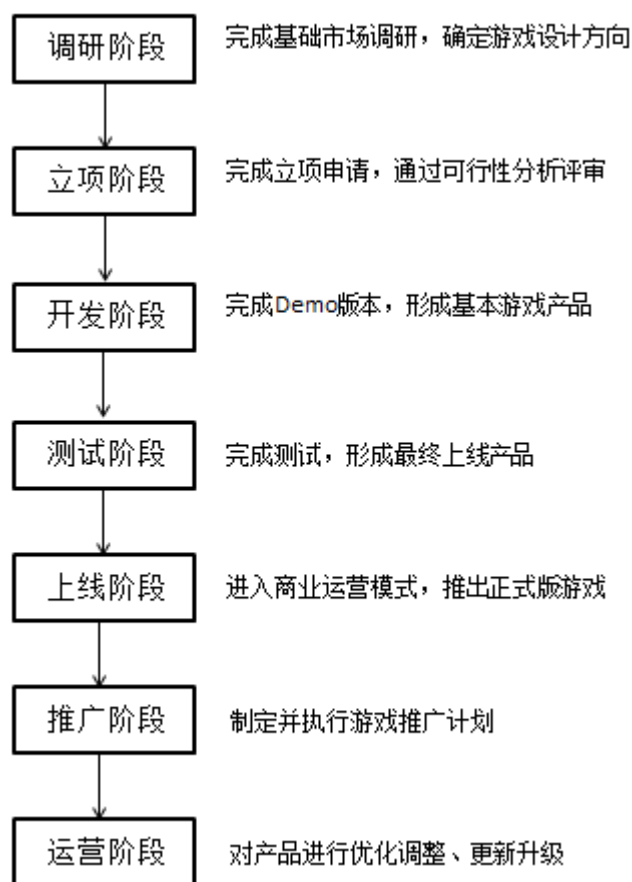 调研阶段
完成基础市场调研，确定游戏设计方向
立项阶段
完成立项申请，通过可行性分析评审
开发阶段
完成Demo版本，形成基本游戏产品
测试阶段
完成测试，形成最终上线产品
上线阶段
进入商业运营模式，推出正式版游戏
推广阶段
制定并执行游戏推广计划
运营阶段
对产品进行优化调整、更新升级